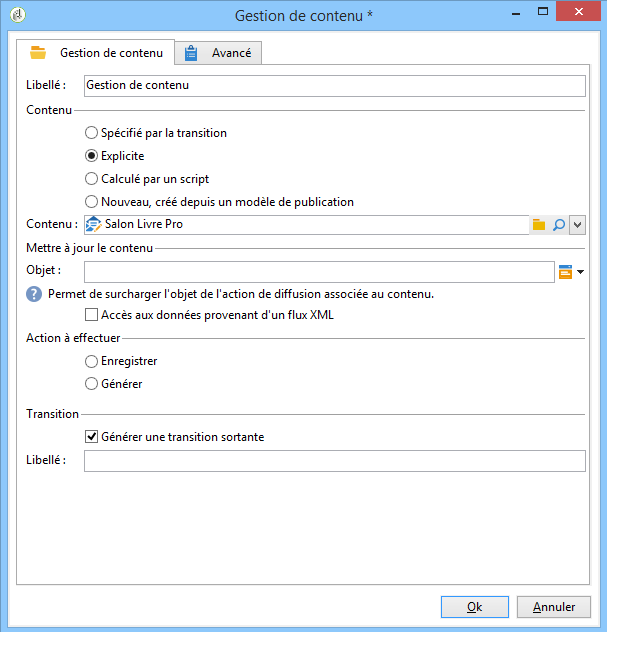 Gestion de contenu *
Gestion de contenu Avancé
Libellé : Gestion de contenu
Contenu
Spécifié par la transition
Explicite
Calculé par un script
Nouveau, créé depuis un modèle de publication
Contenu : Salon Livre Pro
Mettre à jour le contenu
Objet :
Permet de surcharger l'objet de l'action de diffusion associée au contenu.
Accès aux données provenant d'un flux XML
Action à effectuer
Enregistrer
Générer
Transition
Générer une transition sortante
Libellé :
Ok Annuler